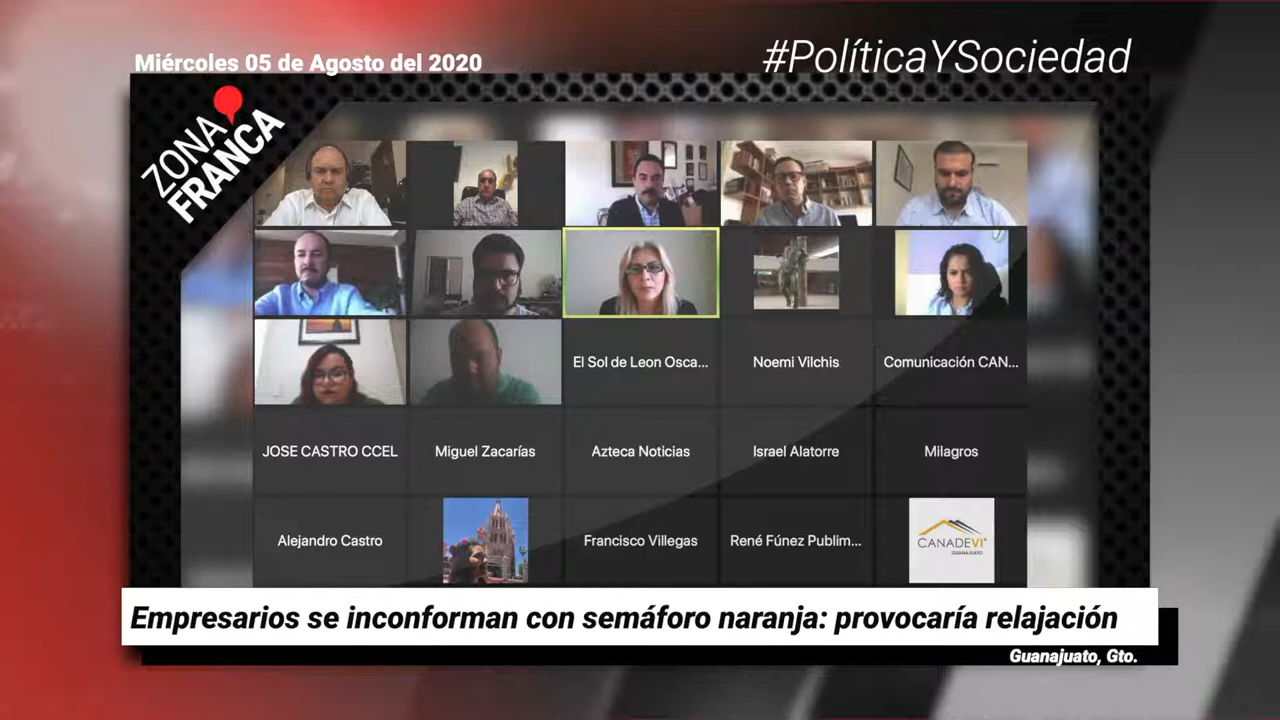 Miércoles 05 de Agosto del 2020
#PolíticaYSociedad
ZONA
FRANCA
El Sol de Leon Osca...
Noemi Vilchis
Comunicación CAN...
JOSE CASTRO CCEL
Miguel Zacarías
Azteca Noticias
Israel Alatorre
Milagros
Alejandro Castro
Francisco Villegas
René Fúnez Publim...
CANADEVI
GUANAJUATO
Empresarios se inconforman con semáforo naranja: provocaría relajación
Guanajuato, Gto.